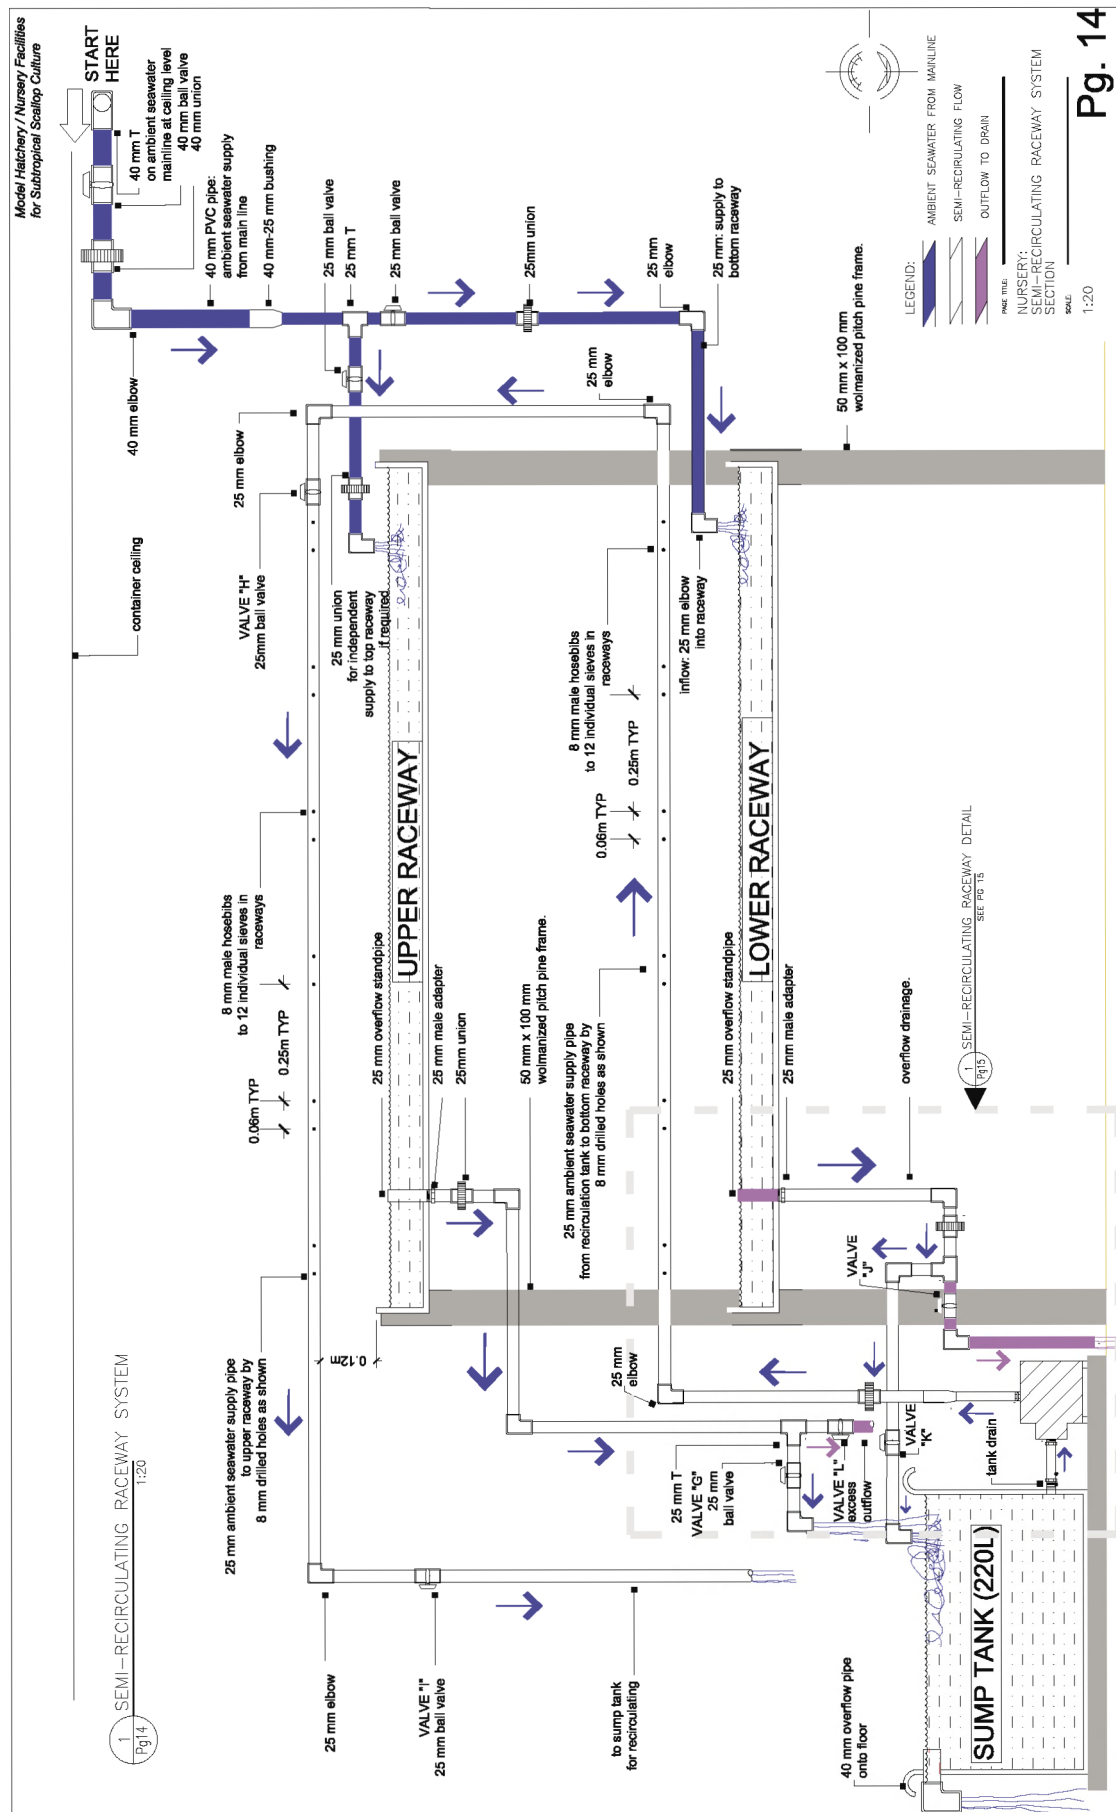 Model Hatchery / Nursery Facilities
for Subtropical Scallop Culture
START
HERE
40 mm T
on ambient seawater
mainline at ceiling level
40 mm ball valve
40 mm union
40 mm PVC pipe:
ambient seawater supply
from main line
40 mm-25 mm bushing
25 mm ball valve
25 mm T
25 mm ball valve
25mm union
25 mm
elbow
25 mm: supply to
bottom raceway
40 mm elbow
container ceiling
25 mm elbow
VALVE "H"
25mm ball valve
25 mm union
for independent
supply to top raceway
if required
25 mm
elbow
8 mm male hosebibs
to 12 individual sieves in
raceways
0.06m TYP
0.25m TYP
inflow: 25 mm elbow
into raceway
50 mm x 100 mm
wolmanized pitch pine frame.
8 mm male hosebibs
to 12 individual sieves in
raceways
0.06m TYP
0.25m TYP
UPPER RACEWAY
LOWER RACEWAY
25 mm overflow standpipe
25 mm male adapter
25mm union
50 mm x 100 mm
wolmanized pitch pine frame.
25 mm ambient seawater supply pipe
from recirculation tank to bottom raceway by
8 mm drilled holes as shown
25 mm overflow standpipe
25 mm male adapter
overflow drainage.
1
Pg15
SEMI-RECIRCULATING RACEWAY DETAIL
SEE PG 15
25 mm ambient seawater supply pipe
to upper raceway by
8 mm drilled holes as shown
0.12m
25 mm
elbow
VALVE
"J"
25 mm T
VALVE "G"
25 mm
ball valve
VALVE "L"
excess
outflow
VALVE
"K"
tank drain
25 mm elbow
VALVE "I"
25 mm ball valve
to sump tank
for recirculating
40 mm overflow pipe
onto floor
SUMP TANK (220L)
1
Pg14
SEMI-RECIRCULATING RACEWAY SYSTEM
1:20
LEGEND:
AMBIENT SEAWATER FROM MAINLINE
SEMI-RECIRCULATING FLOW
OUTFLOW TO DRAIN
PAGE TITLE:
NURSERY:
SEMI-RECIRCULATING RACEWAY SYSTEM
SECTION
SCALE:
1:20
Pg. 14